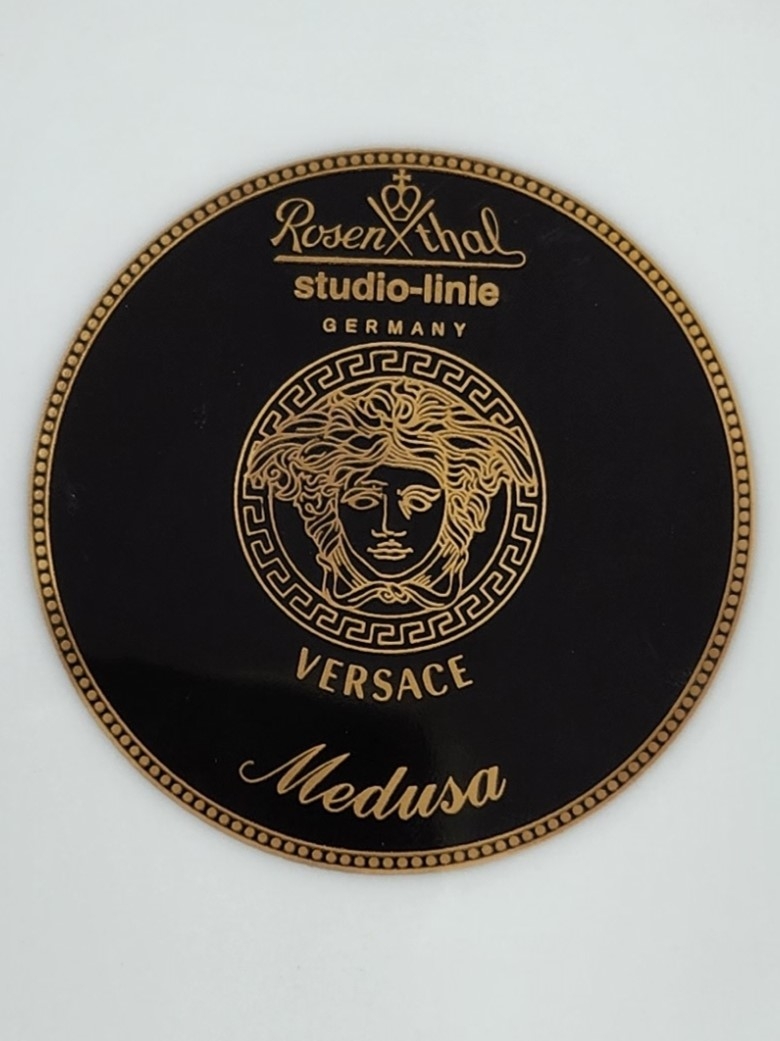 Rosenthal
studio-linie
GERMANY
VERSACE
Medusa